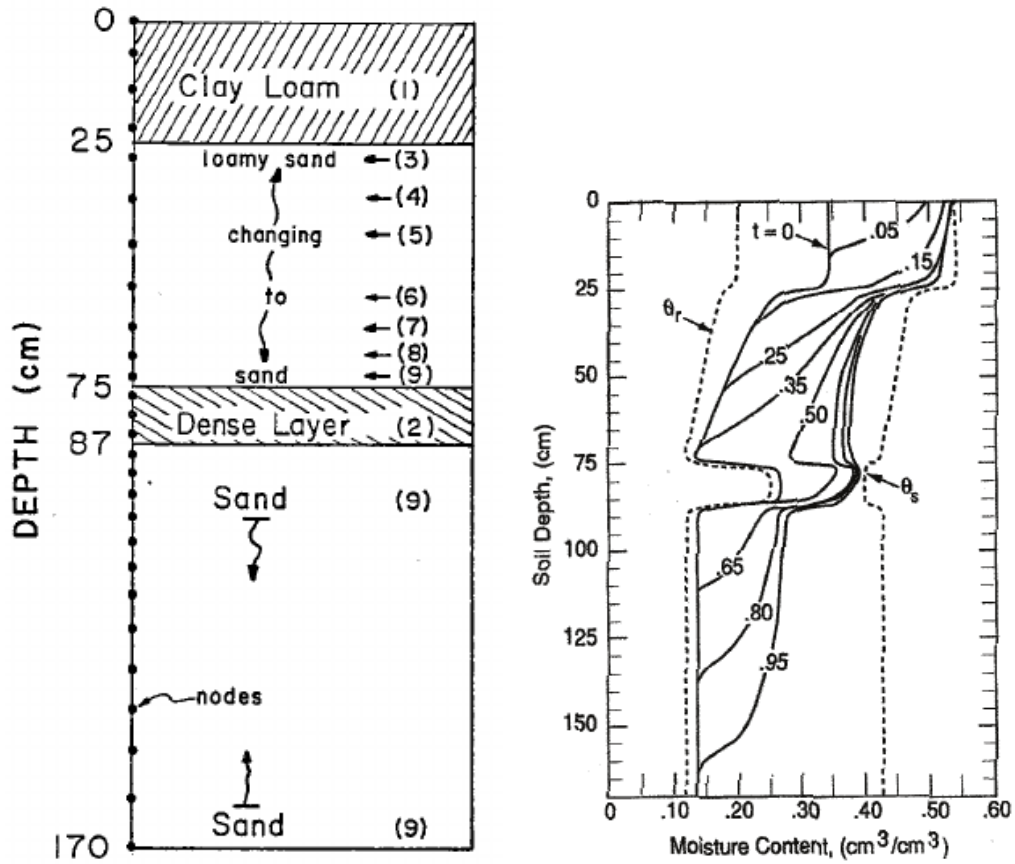 0
Clay Loam (1)
25
loamy sand (3)
(4)
changing (5)
to (6)
(7)
(8)
sand (9)
75
Dense Layer (2)
87
Sand (9)
nodes
Sand (9)
170
DEPTH (cm)
0
25
50
75
100
125
150
Soil Depth, (cm)
t = 0
.05
.15
θr
.25
.35
.50
θs
.65
.80
.95
0 .10 .20 .30 .40 .50 .60
Moisture Content, (cm³/cm³)